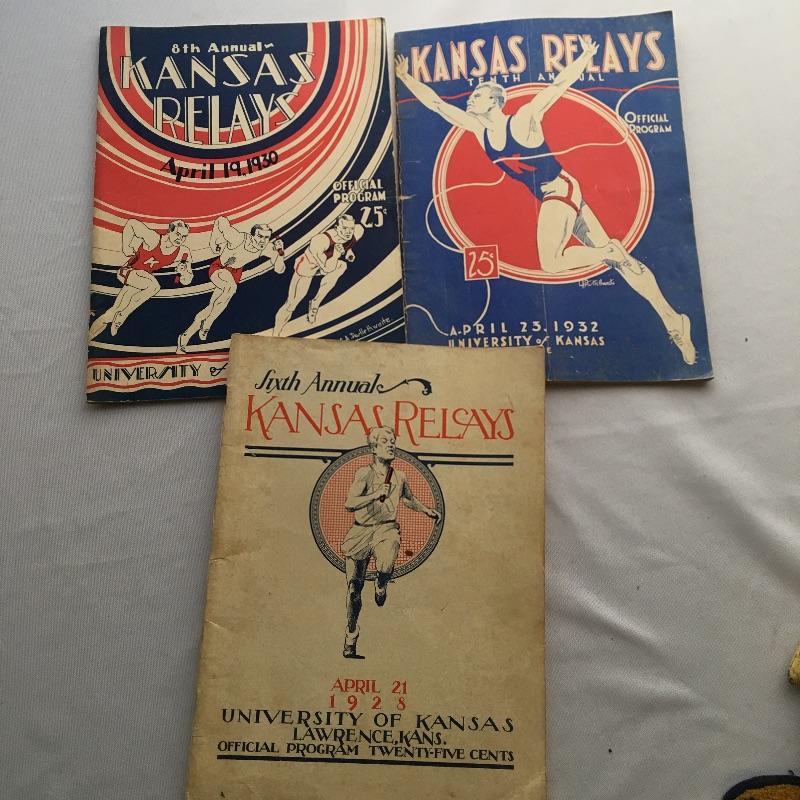 8th Annual
KANSAS
RELAYS
April 19, 1930
OFFICIAL
PROGRAM
25¢
K
UNIVERSITY of
KANSAS RELAYS
TENTH ANNUAL
OFFICIAL
PROGRAM
K
25¢
APRIL 23, 1932
UNIVERSITY of KANSAS
Sixth Annual
KANSAS RELAYS
APRIL 21
1928
UNIVERSITY OF KANSAS
LAWRENCE, KANS.
OFFICIAL PROGRAM TWENTY-FIVE CENTS